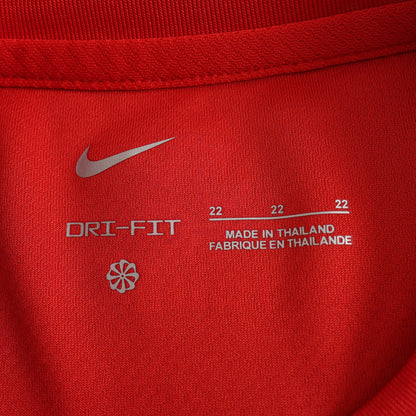 DRI-FIT
22 22 22
MADE IN THAILAND
FABRIQUE EN THAILANDE